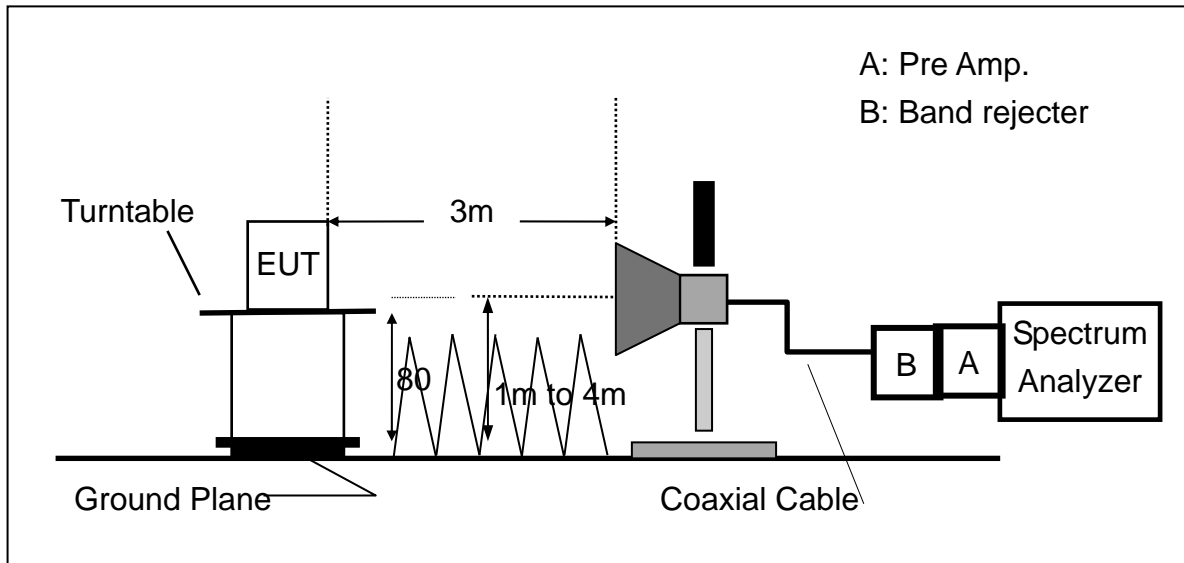 A: Pre Amp.
B: Band rejecter
Turntable
3m
EUT
80
1m to 4m
B
A
Spectrum
Analyzer
Ground Plane
Coaxial Cable